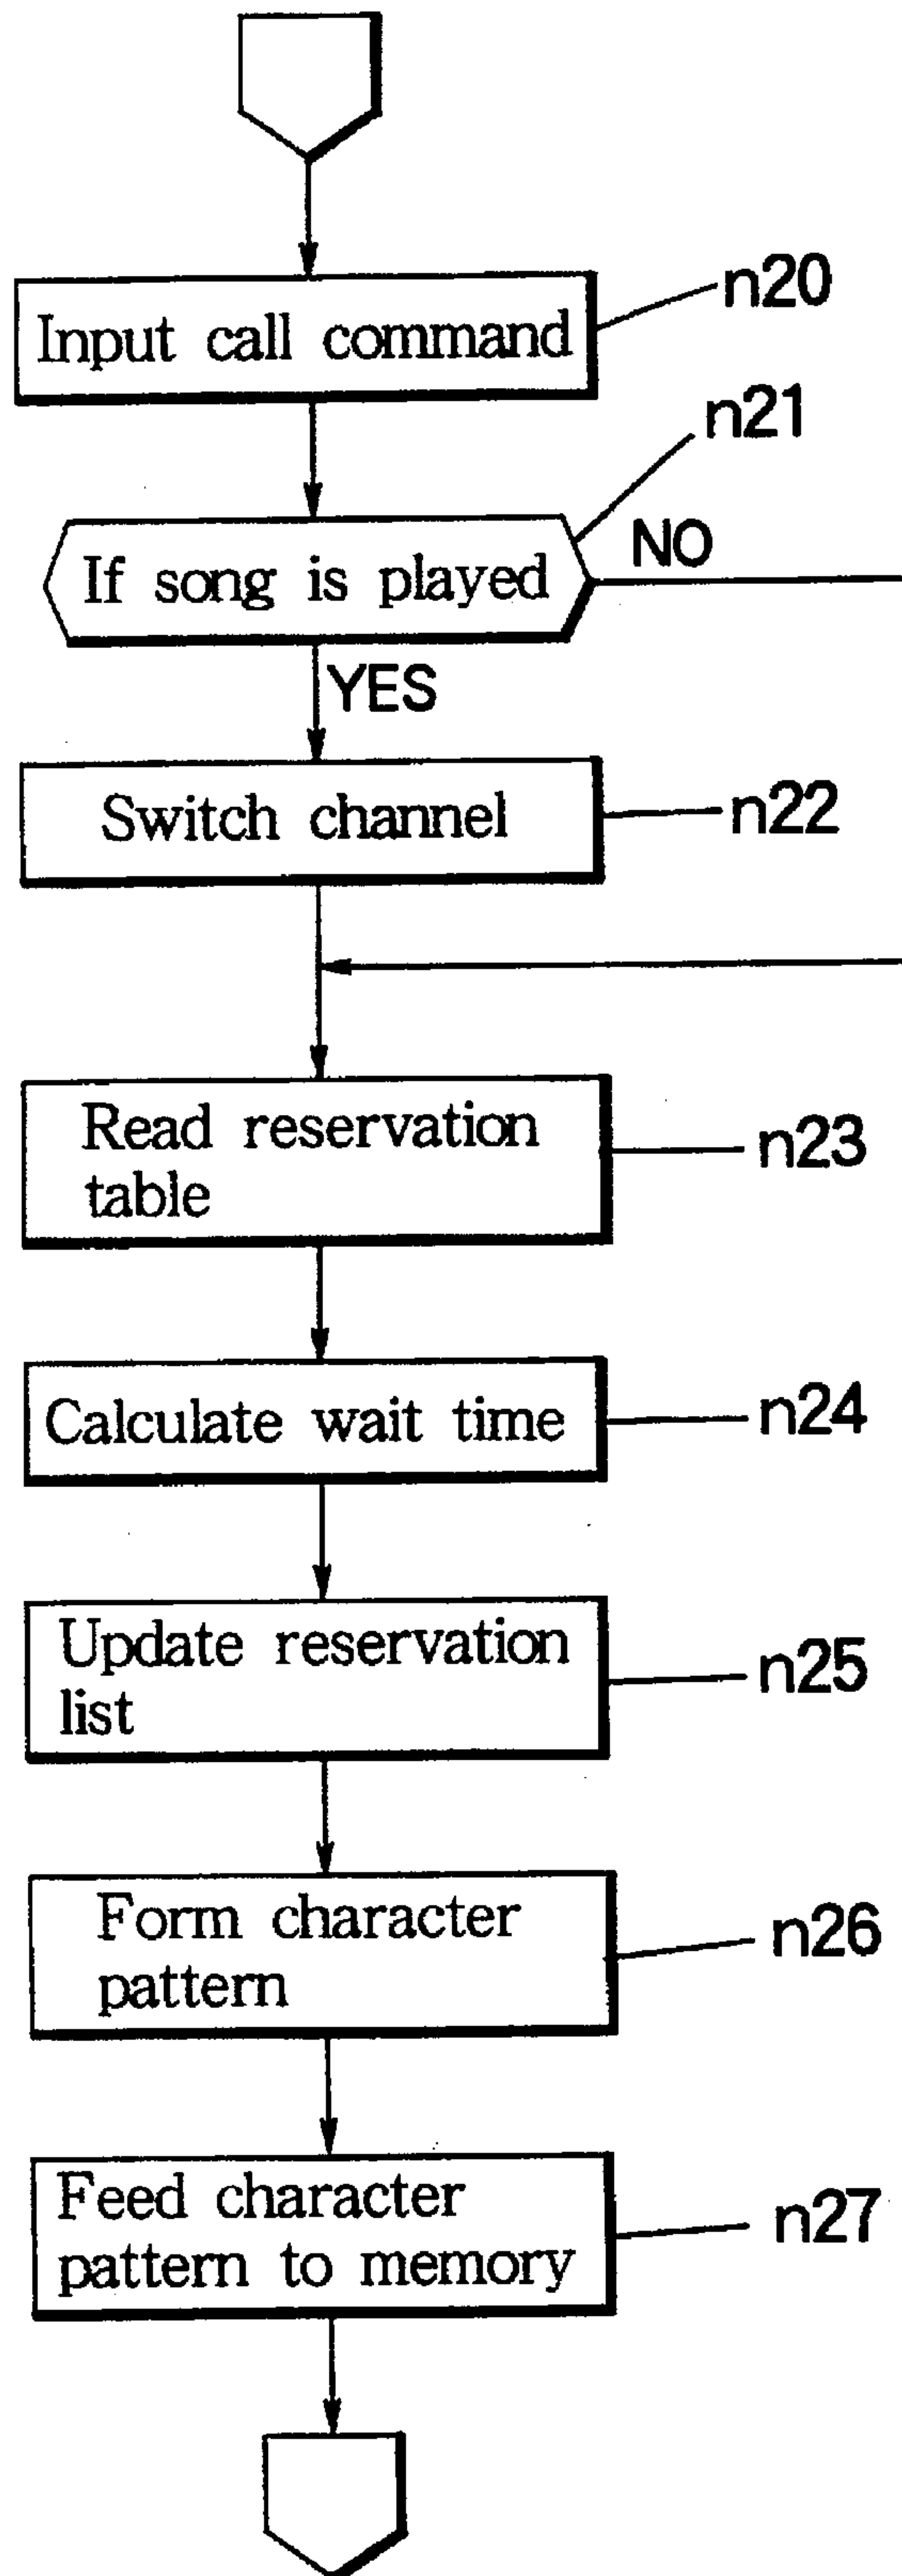 n20
Input call command
n21
If song is played
NO
YES
Switch channel
n22
Read reservation
table
n23
Calculate wait time
n24
Update reservation
list
n25
Form character
pattern
n26
Feed character
pattern to memory
n27